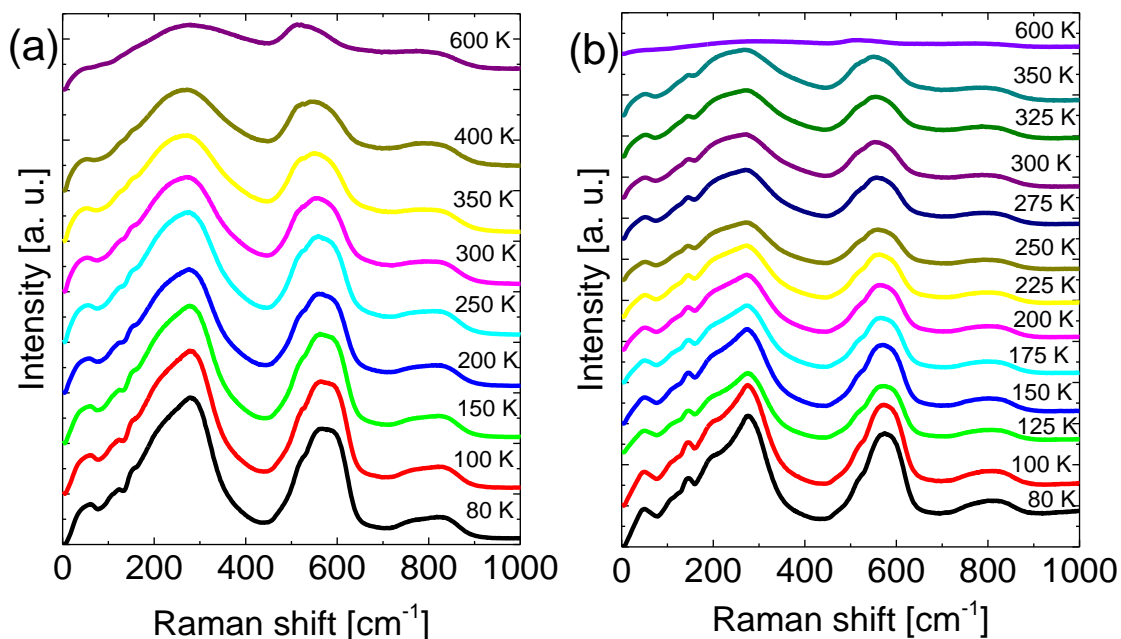 (a)
Intensity [a. u.]
600 K
400 K
350 K
300 K
250 K
200 K
150 K
100 K
80 K
0 200 400 600 800 1000
Raman shift [cm⁻¹]
(b)
Intensity [a. u.]
600 K
350 K
325 K
300 K
275 K
250 K
225 K
200 K
175 K
150 K
125 K
100 K
80 K
0 200 400 600 800 1000
Raman shift [cm⁻¹]